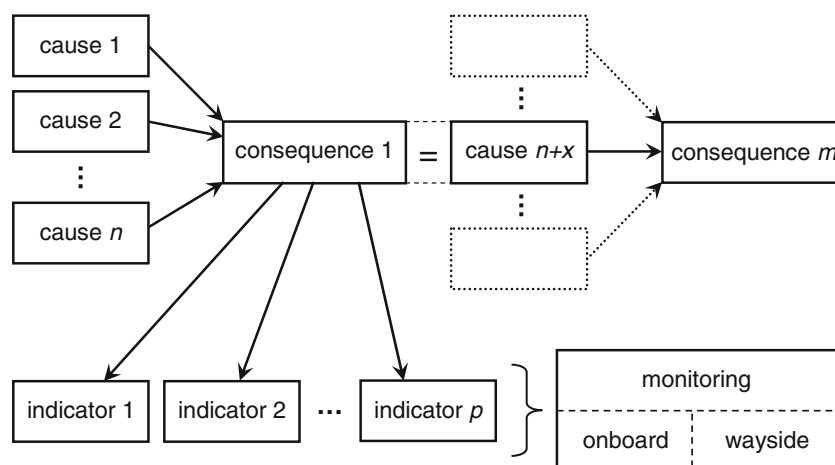 cause 1
cause 2
⋮
cause n
consequence 1
=
⋮
cause n+x
⋮
consequence m
indicator 1
indicator 2
...
indicator p
monitoring
onboard
wayside